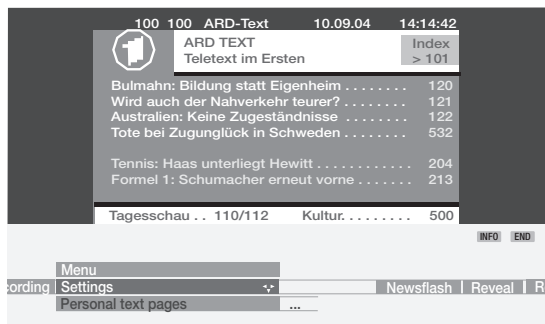 100 100 ARD-Text 10.09.04 14:14:42
ARD TEXT Index
Teletext im Ersten > 101
Bulmahn: Bildung statt Eigenheim . . . . . . . . 120
Wird auch der Nahverkehr teurer? . . . . . . . . 121
Australien: Keine Zugeständnisse . . . . . . . . 122
Tote bei Zugunglück in Schweden . . . . . . . 532
Tennis: Haas unterliegt Hewitt . . . . . . . . . . . . 204
Formel 1: Schumacher erneut vorne . . . . . . . 213
Tagesschau . . 110/112 Kultur. . . . . . . . . 500
INFO END
Menu
cording Settings Newsflash Reveal R
Personal text pages ...